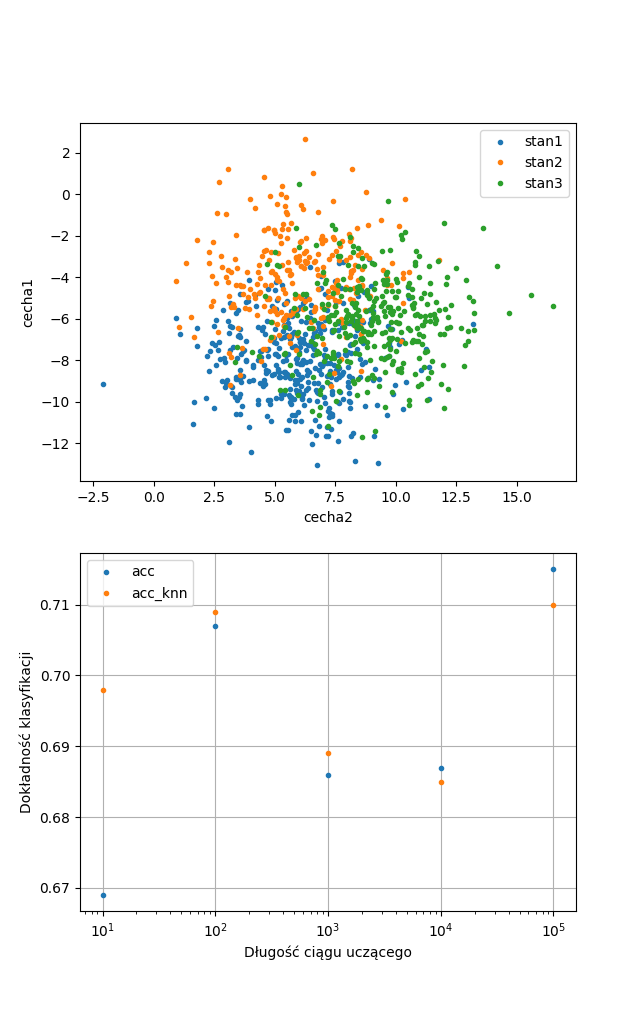 2
0
−2
−4
−6
−8
−10
−12
cecha1
stan1
stan2
stan3
−2.5 0.0 2.5 5.0 7.5 10.0 12.5 15.0
cecha2
acc
acc_knn
0.71
0.70
0.69
0.68
0.67
Dokładność klasyfikacji
10¹ 10² 10³ 10⁴ 10⁵
Długość ciągu uczącego